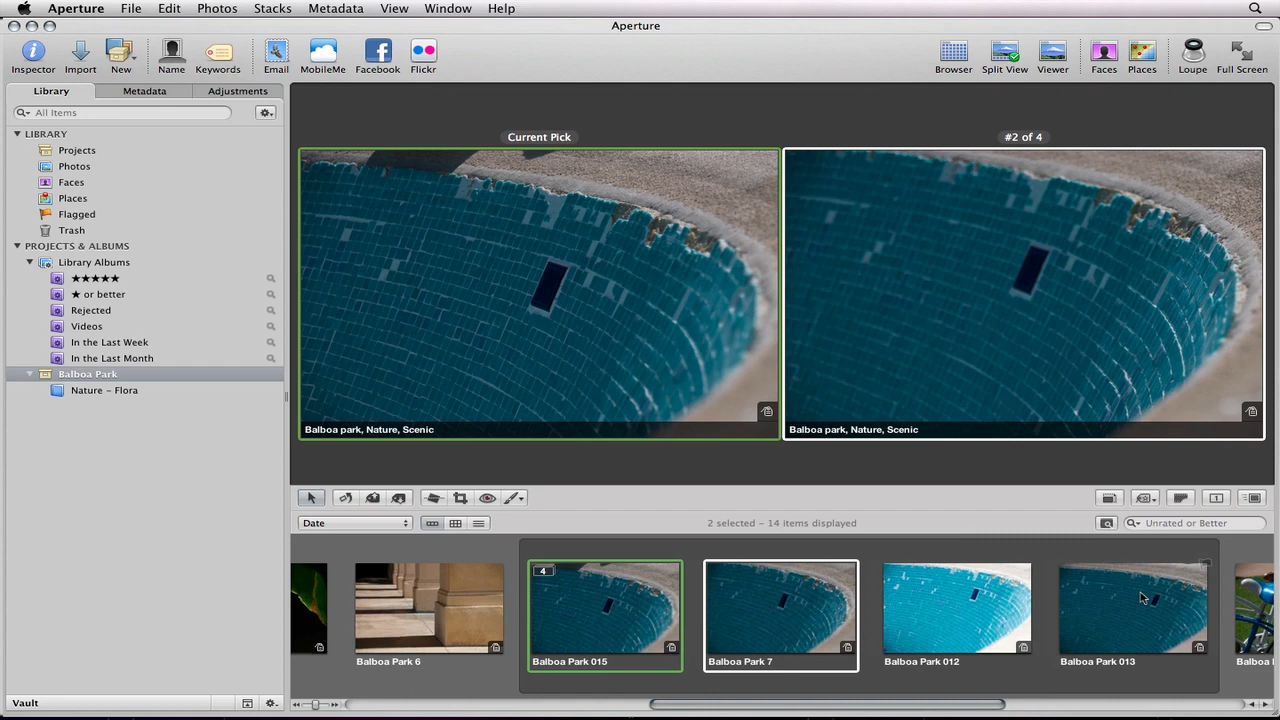 Aperture File Edit Photos Stacks Metadata View Window Help
Aperture
Inspector Import New Name Keywords Email MobileMe Facebook Flickr Browser Split View Viewer Faces Places Loupe Full Screen
Library Metadata Adjustments
All Items
LIBRARY
Projects
Photos
Faces
Places
Flagged
Trash
PROJECTS & ALBUMS
Library Albums
★★★★★
★ or better
Rejected
Videos
In the Last Week
In the Last Month
Balboa Park
Nature – Flora
Vault
Current Pick #2 of 4
Balboa park, Nature, Scenic Balboa park, Nature, Scenic
1
Date 2 selected – 14 items displayed Unrated or Better
4
Balboa Park 6 Balboa Park 015 Balboa Park 7 Balboa Park 012 Balboa Park 013 Balboa